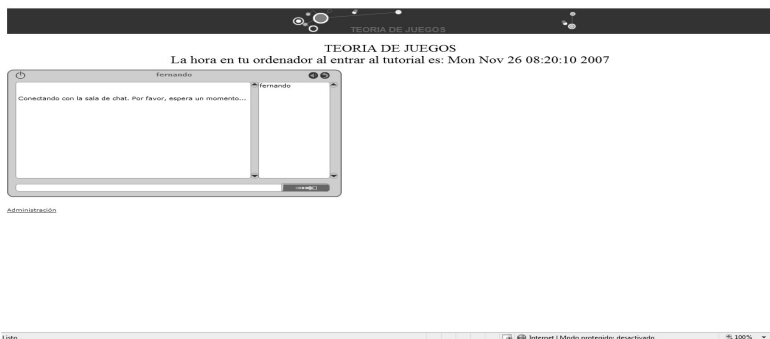 TEORIA DE JUEGOS
TEORIA DE JUEGOS
La hora en tu ordenador al entrar al tutorial es: Mon Nov 26 08:20:10 2007
fernando
Conectando con la sala de chat. Por favor, espera un momento...
fernando
Administración
Listo
Internet | Modo protegido: desactivado
100%